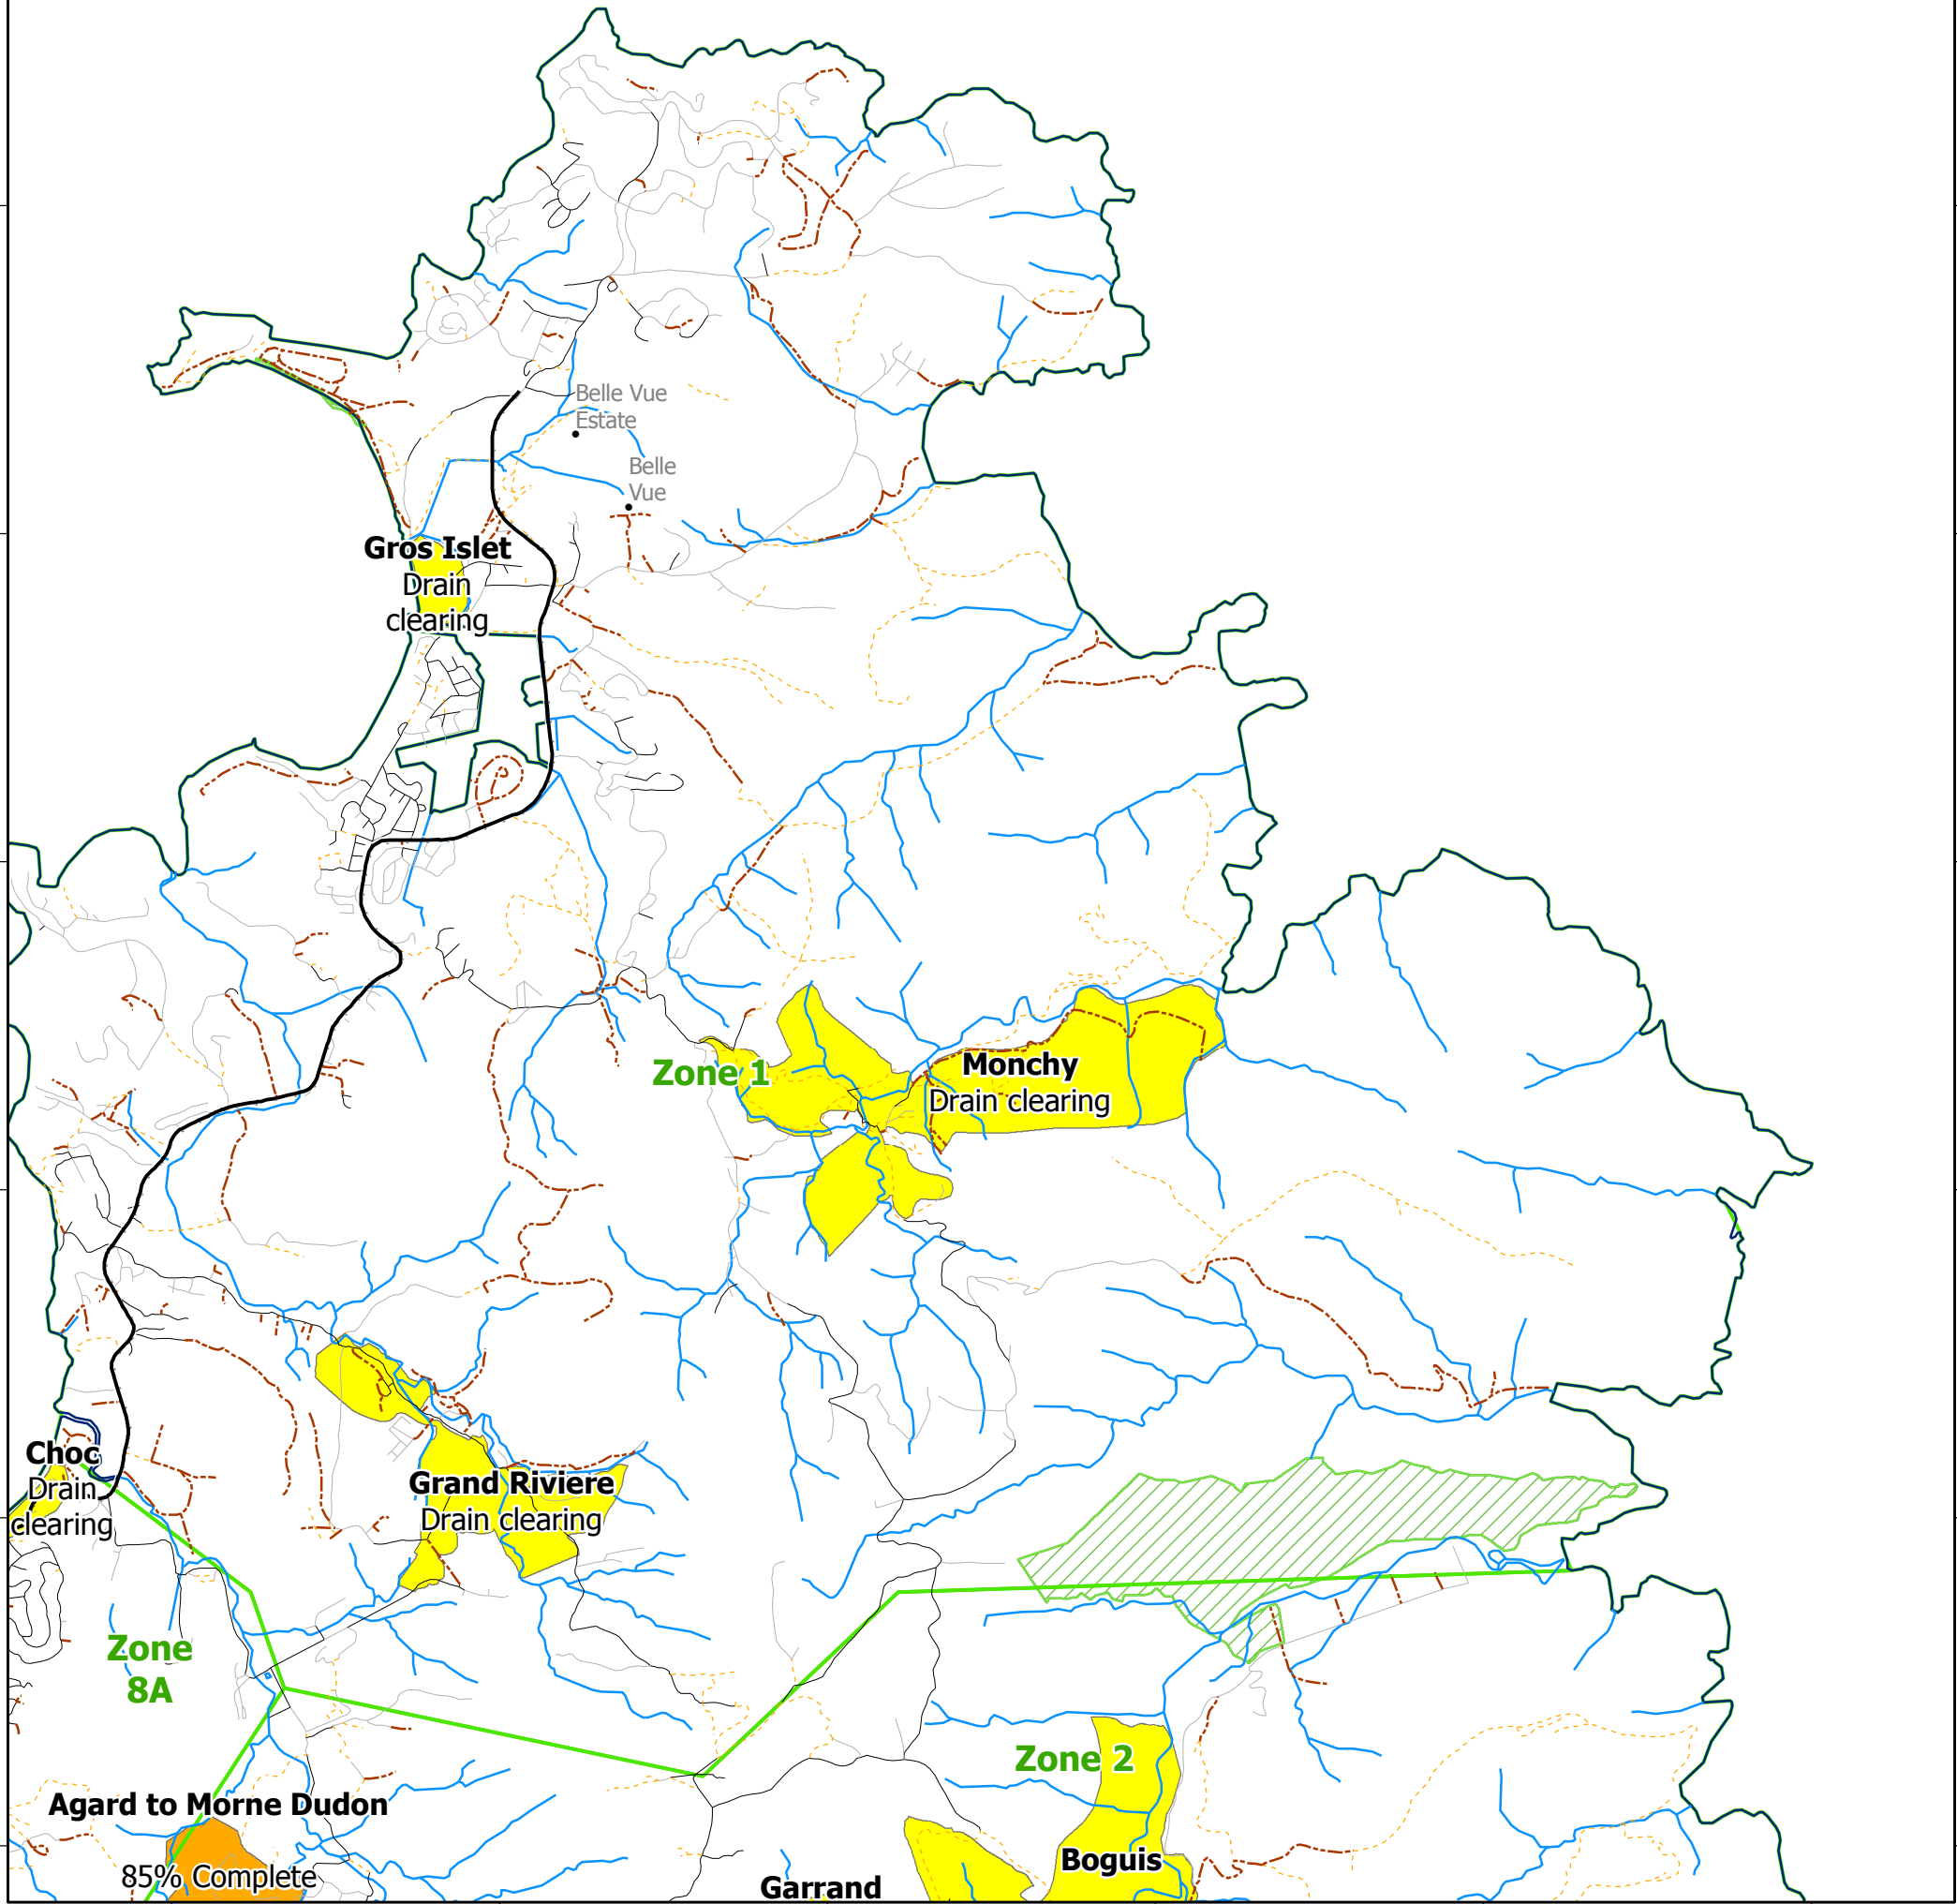 Belle Vue
Estate
Belle
Vue
Gros Islet
Drain
clearing
Zone 1
Monchy
Drain clearing
Choc
Drain
clearing
Grand Riviere
Drain clearing
Zone
8A
Zone 2
Agard to Morne Dudon
85% Complete
Boguis
Garrand